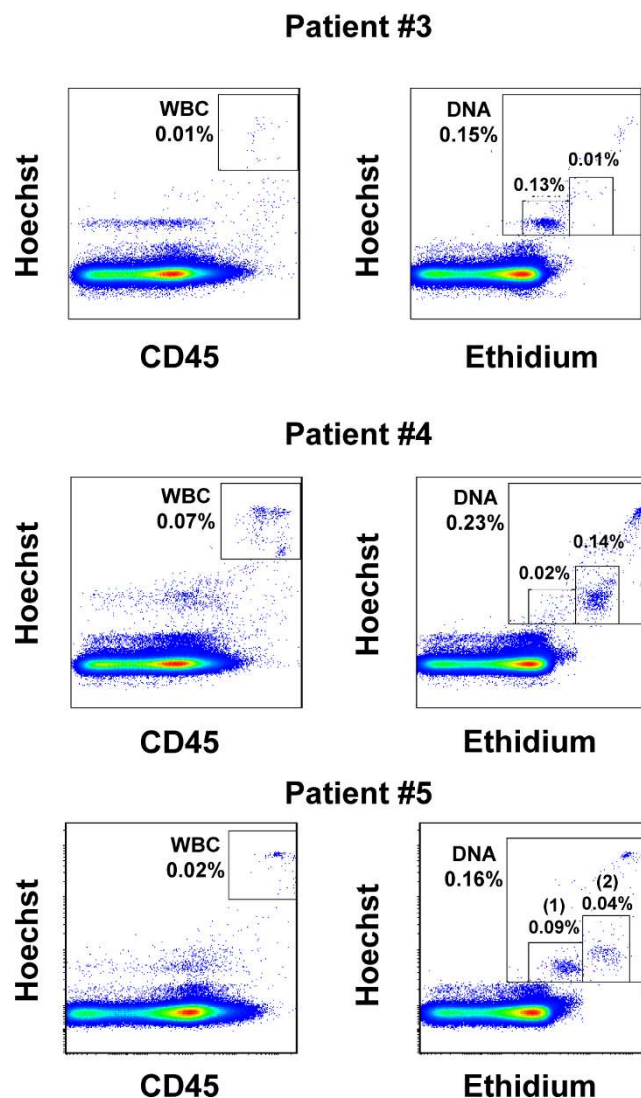 Patient #3
WBC
0.01%
Hoechst
CD45
DNA
0.15%
0.13%
0.01%
Hoechst
Ethidium
Patient #4
WBC
0.07%
Hoechst
CD45
DNA
0.23%
0.02%
0.14%
Hoechst
Ethidium
Patient #5
WBC
0.02%
Hoechst
CD45
DNA
0.16%
(1)
0.09%
(2)
0.04%
Hoechst
Ethidium